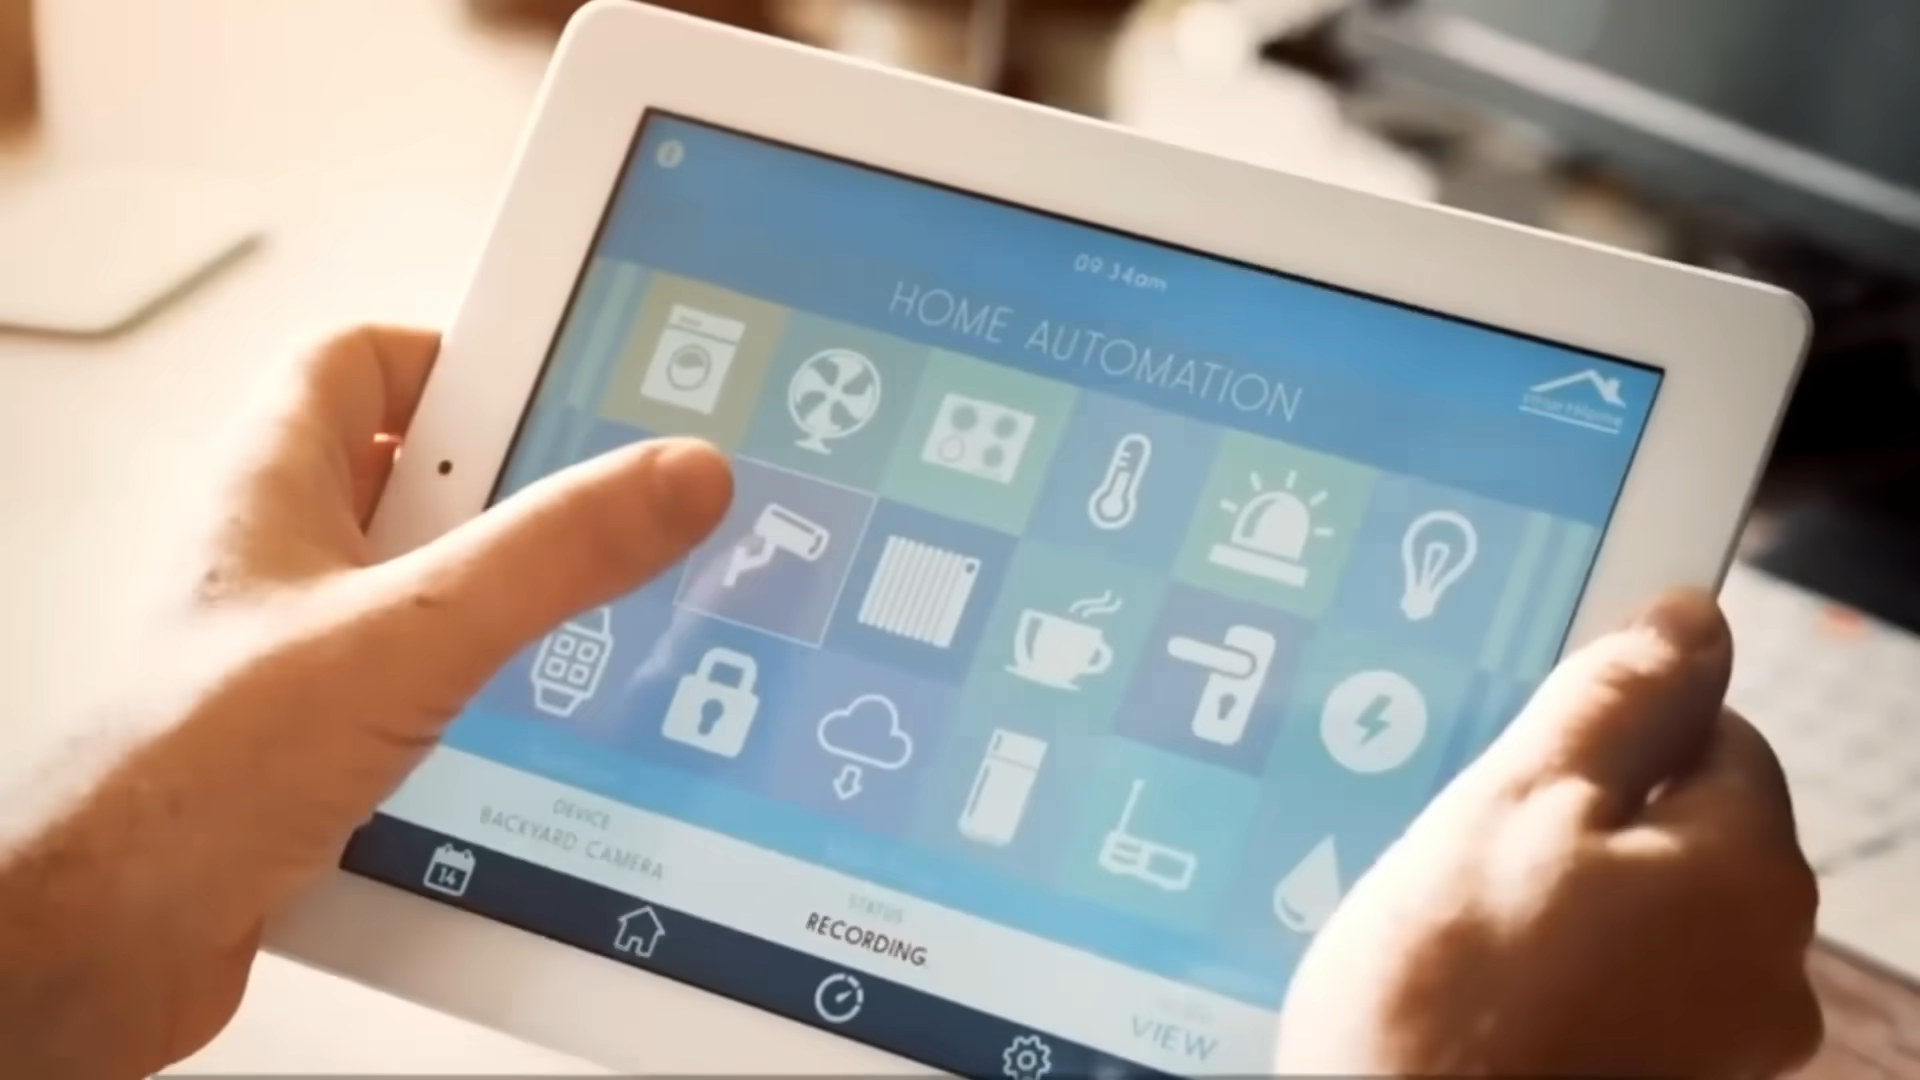 09:34am
HOME AUTOMATION
DEVICE
BACKYARD CAMERA
STATUS
RECORDING
VIEW
14